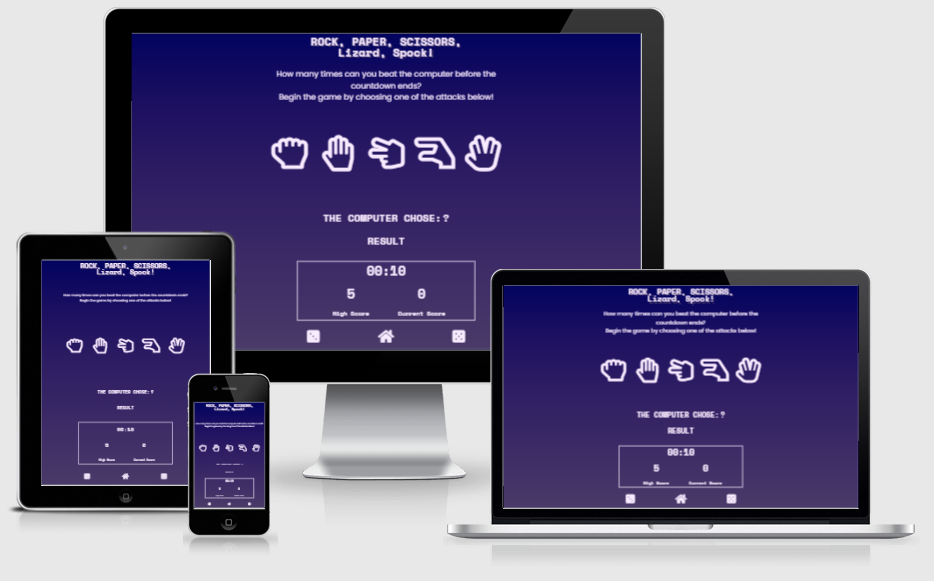 ROCK, PAPER, SCISSORS,
Lizard, Spock!
How many times can you beat the computer before the
countdown ends?
Begin the game by choosing one of the attacks below!
THE COMPUTER CHOSE:?
RESULT
00:10
5 0
High Score Current Score
ROCK, PAPER, SCISSORS,
Lizard, Spock!
How many times can you beat the computer before the countdown ends?
Begin the game by choosing one of the attacks below!
THE COMPUTER CHOSE:?
RESULT
00:10
5 0
High Score Current Score
ROCK, PAPER, SCISSORS,
Lizard, Spock!
00:10
ROCK, PAPER, SCISSORS,
Lizard, Spock!
How many times can you beat the computer before the
countdown ends?
Begin the game by choosing one of the attacks below!
THE COMPUTER CHOSE:?
RESULT
00:10
5 0
High Score Current Score